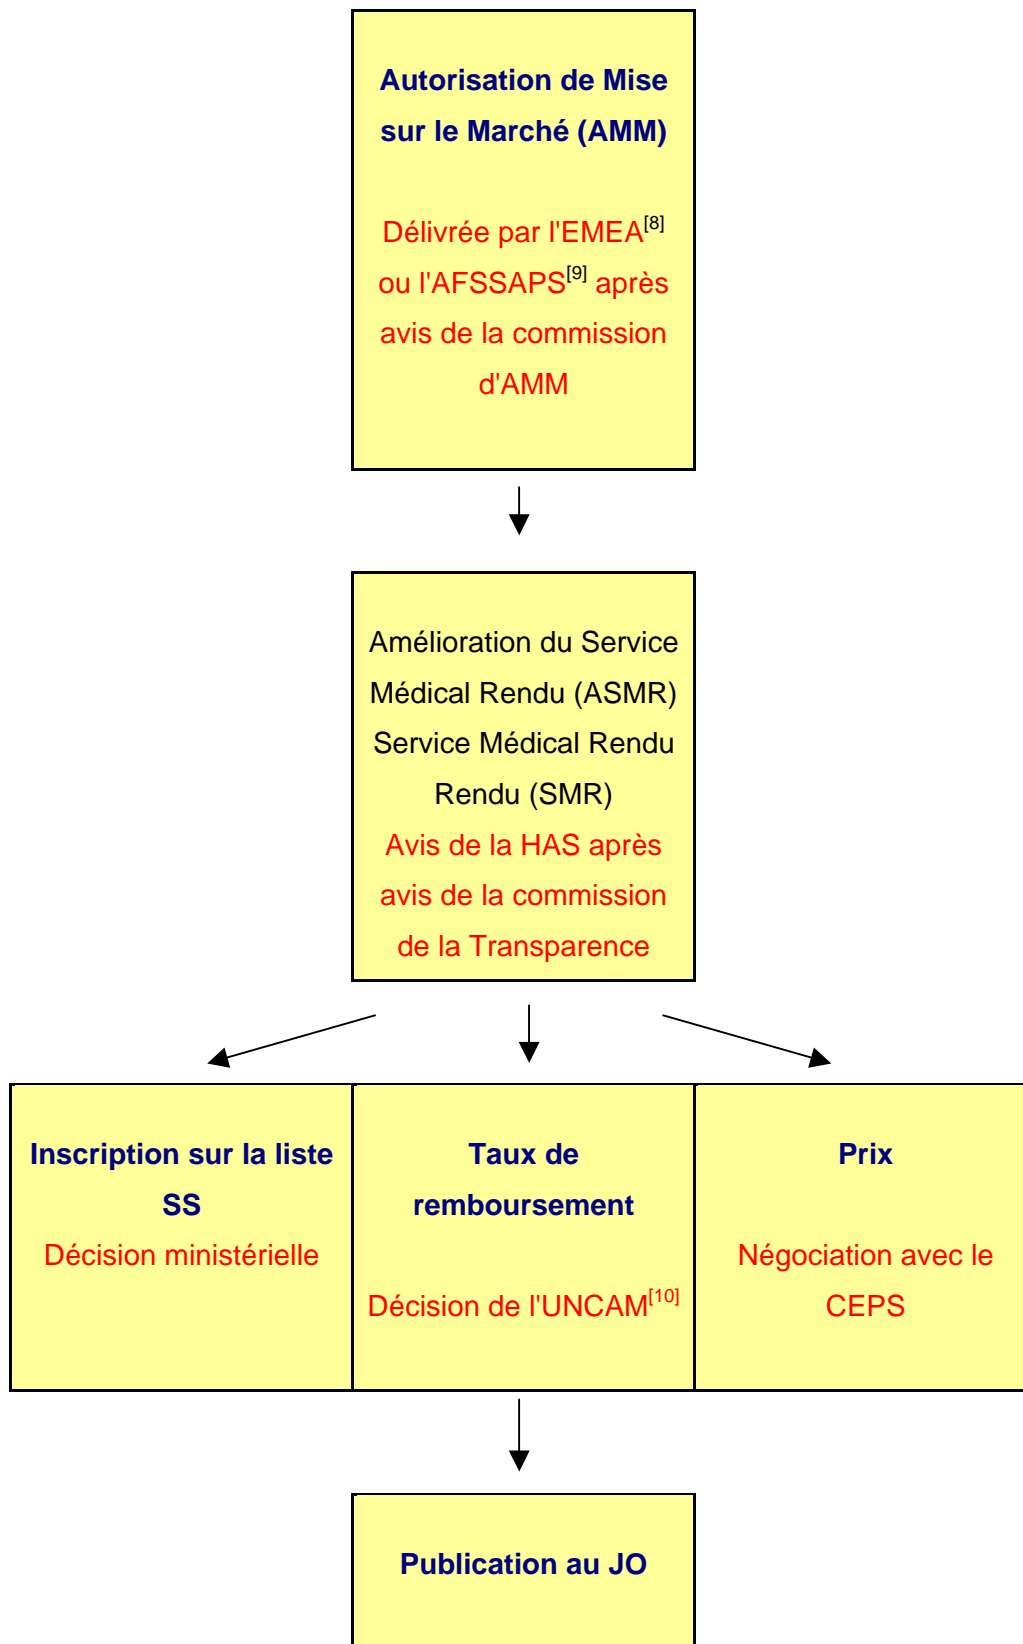 Autorisation de Mise
sur le Marché (AMM)
Délivrée par l'EMEA[8]
ou l'AFSSAPS[9] après
avis de la commission
d'AMM
Amélioration du Service
Médical Rendu (ASMR)
Service Médical Rendu
Rendu (SMR)
Avis de la HAS après
avis de la commission
de la Transparence
Inscription sur la liste
SS
Décision ministérielle
Taux de
remboursement
Décision de l'UNCAM[10]
Prix
Négociation avec le
CEPS
Publication au JO